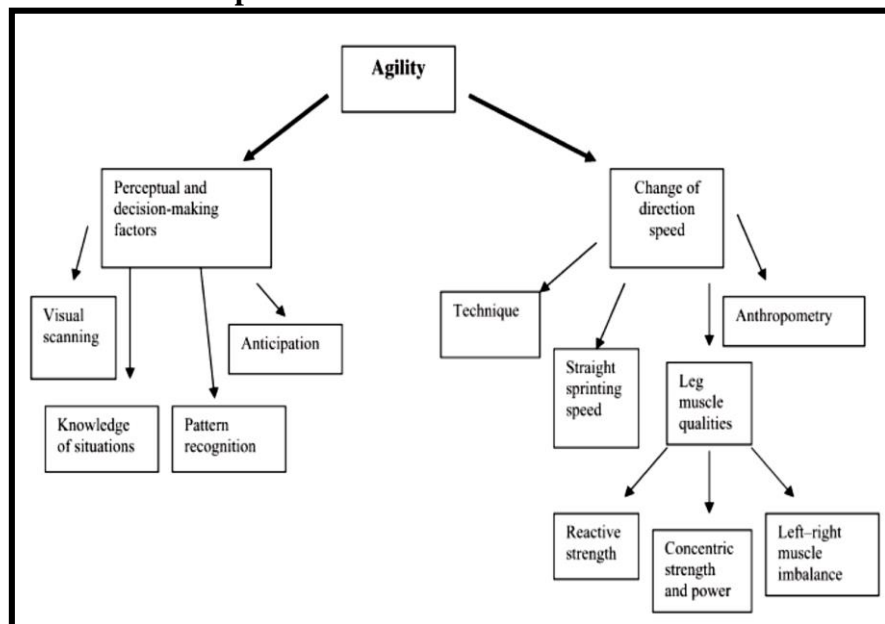 Agility
Perceptual and
decision-making
factors
Change of
direction
speed
Visual
scanning
Anticipation
Knowledge
of situations
Pattern
recognition
Technique
Straight
sprinting
speed
Leg
muscle
qualities
Anthropometry
Reactive
strength
Concentric
strength
and power
Left–right
muscle
imbalance